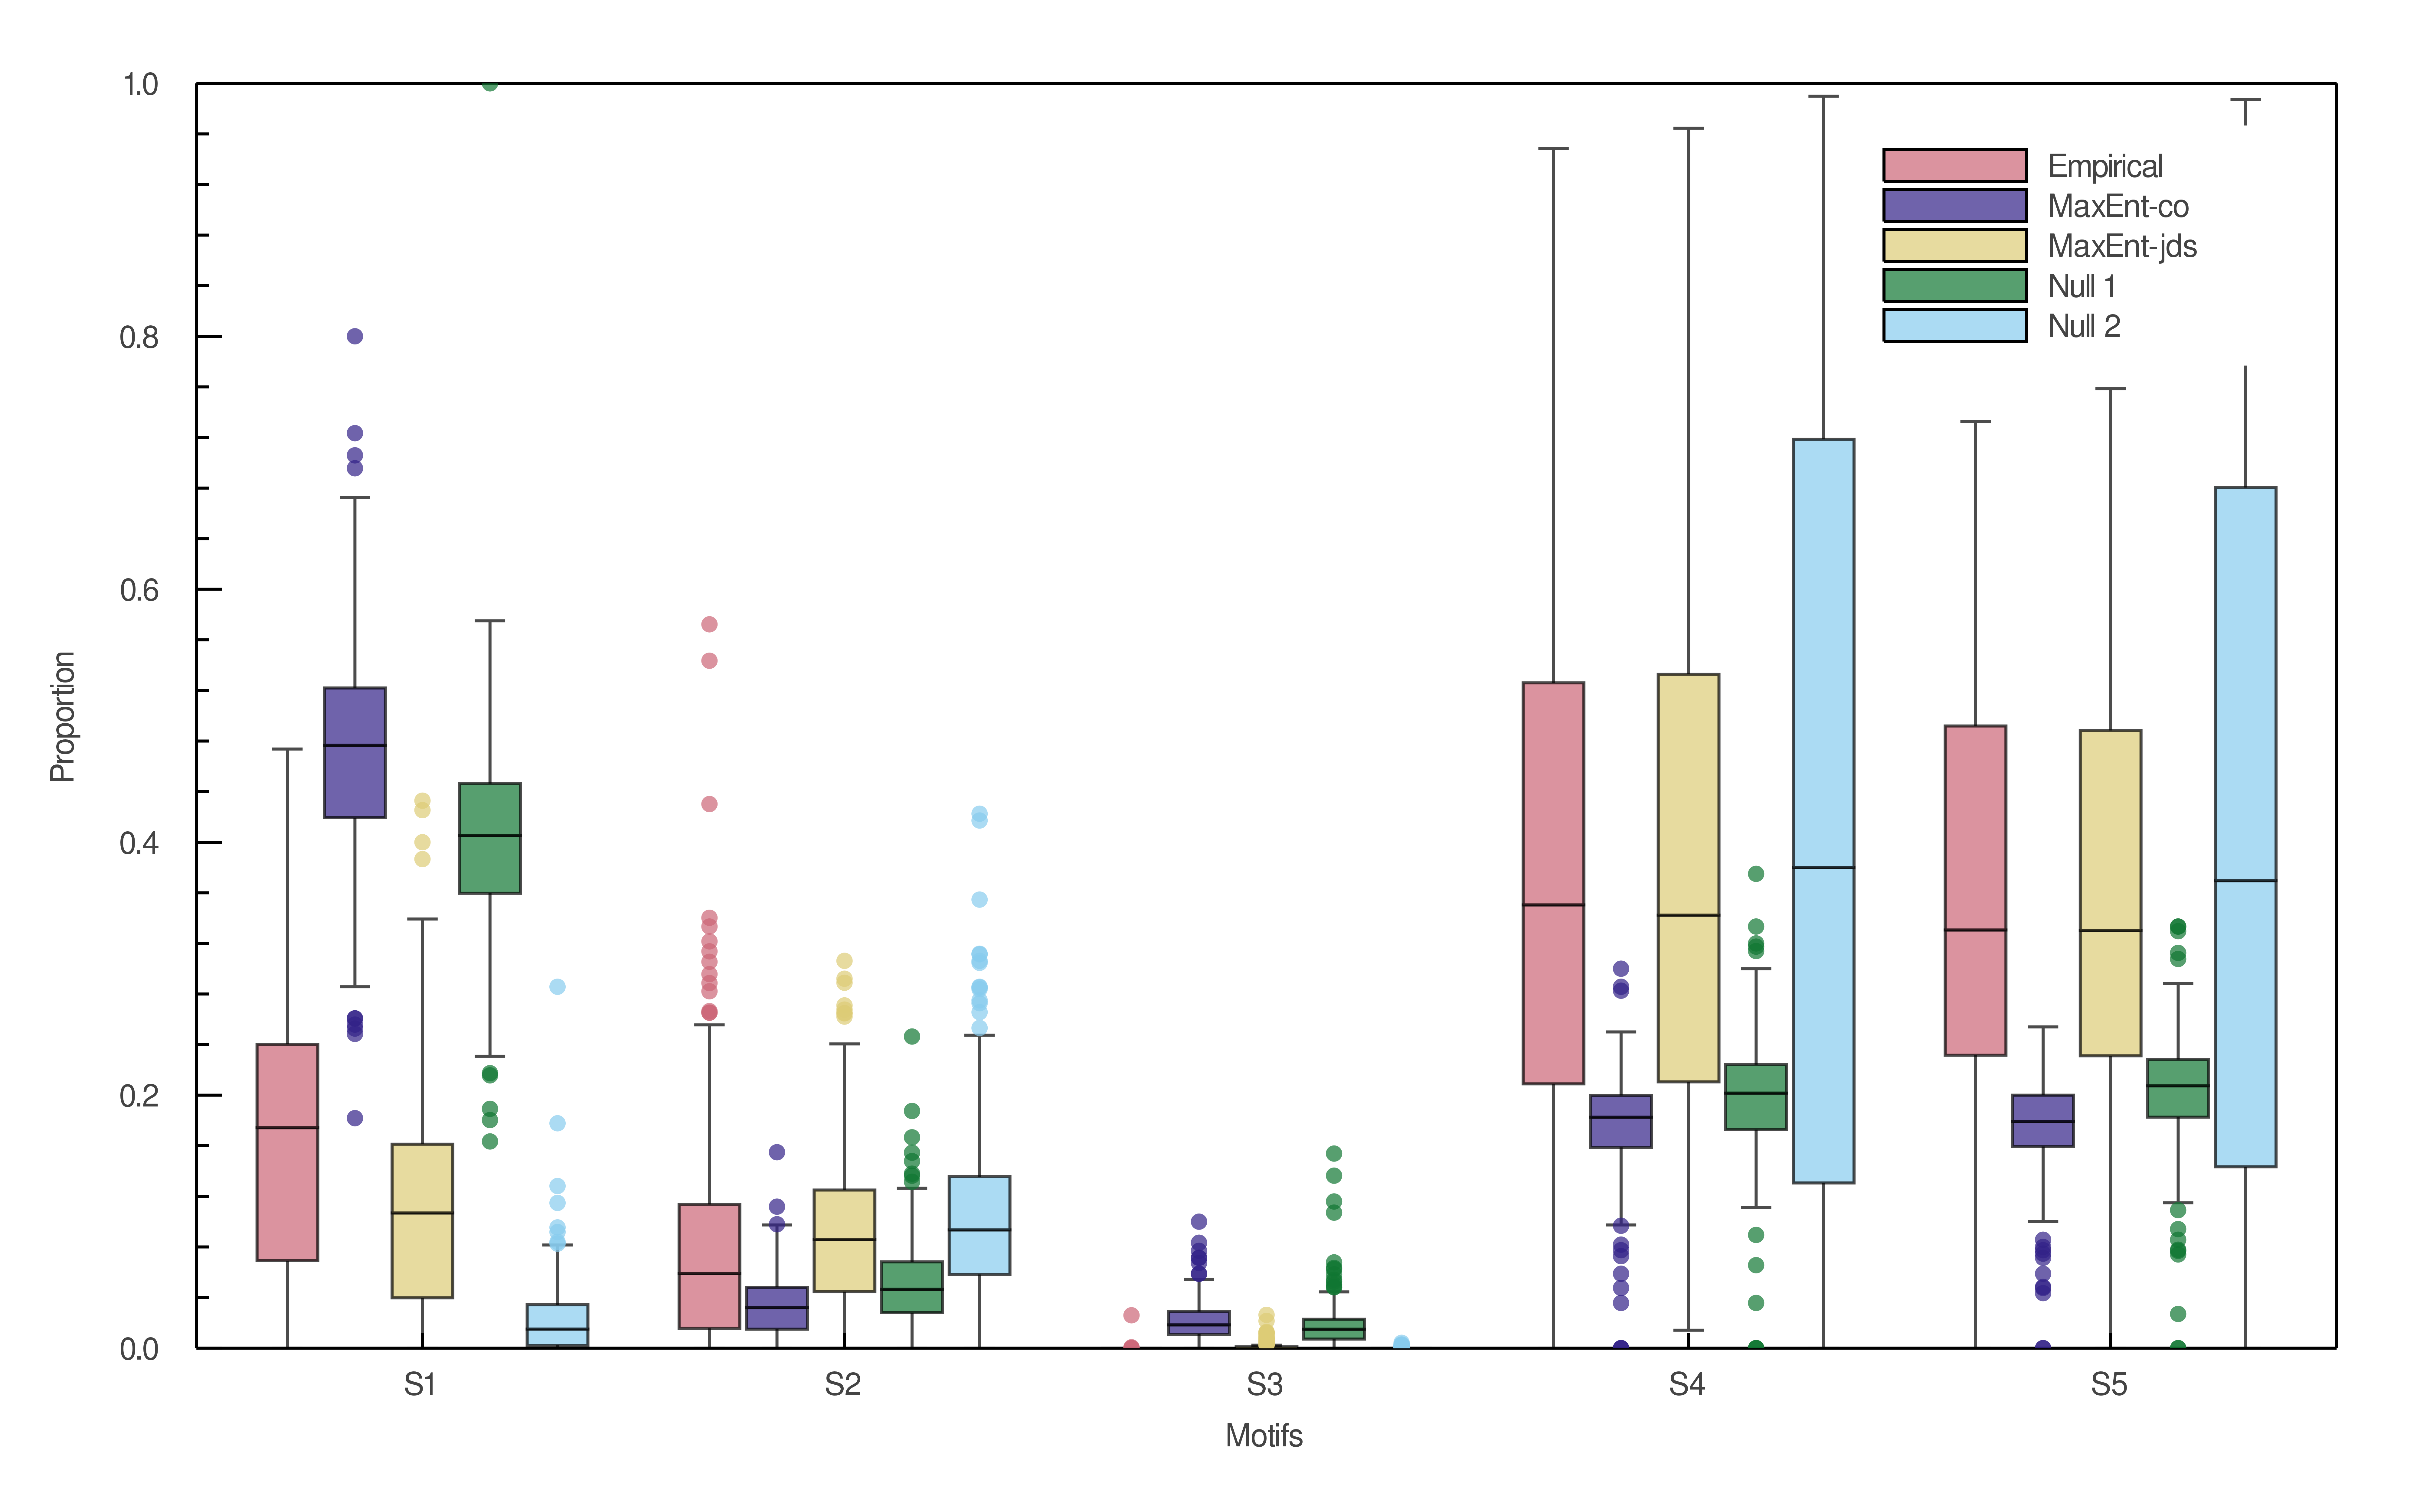 1.0
0.8
0.6
0.4
0.2
0.0
Proportion
Empirical
MaxEnt-co
MaxEnt-jds
Null 1
Null 2
S1 S2 S3 S4 S5
Motifs